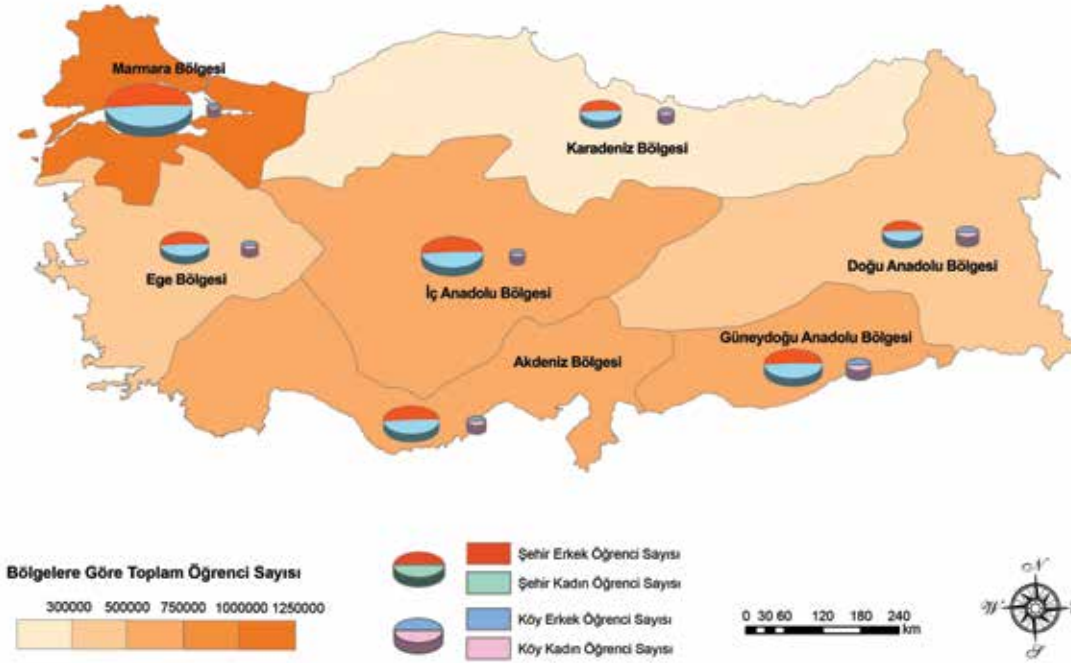 Marmara Bölgesi
Karadeniz Bölgesi
Ege Bölgesi
İç Anadolu Bölgesi
Doğu Anadolu Bölgesi
Güneydoğu Anadolu Bölgesi
Akdeniz Bölgesi
Bölgelere Göre Toplam Öğrenci Sayısı
300000 500000 750000 1000000 1250000
Şehir Erkek Öğrenci Sayısı
Şehir Kadın Öğrenci Sayısı
Köy Erkek Öğrenci Sayısı
Köy Kadın Öğrenci Sayısı
0 30 60 120 180 240
km
N
W
S